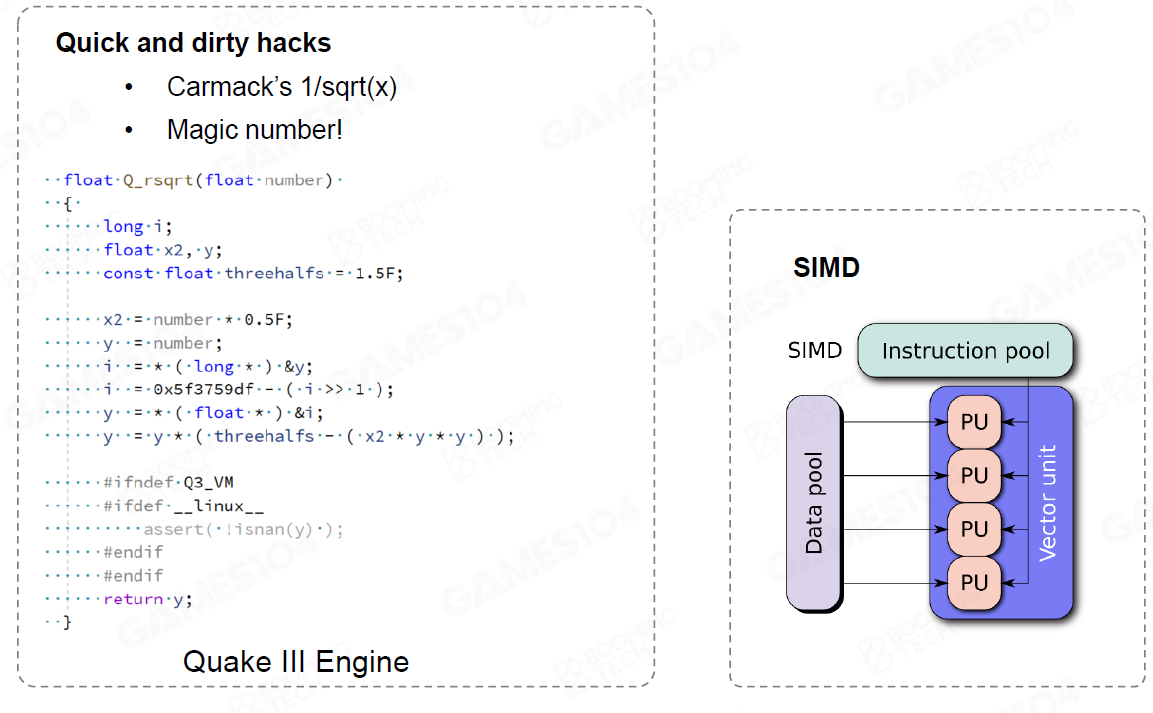 Quick and dirty hacks
• Carmack’s 1/sqrt(x)
• Magic number!
float Q_rsqrt(float number)
{
long i;
float x2, y;
const float threehalfs = 1.5F;
x2 = number * 0.5F;
y = number;
i = * ( long * ) &y;
i = 0x5f3759df - ( i >> 1 );
y = * ( float * ) &i;
y = y * ( threehalfs - ( x2 * y * y ) );
#ifndef Q3_VM
#ifdef __linux__
assert( !isnan(y) );
#endif
#endif
return y;
}
Quake III Engine
SIMD
SIMD
Instruction pool
Data pool
PU
PU
PU
PU
Vector unit
GAMES104
BOOMING TECH